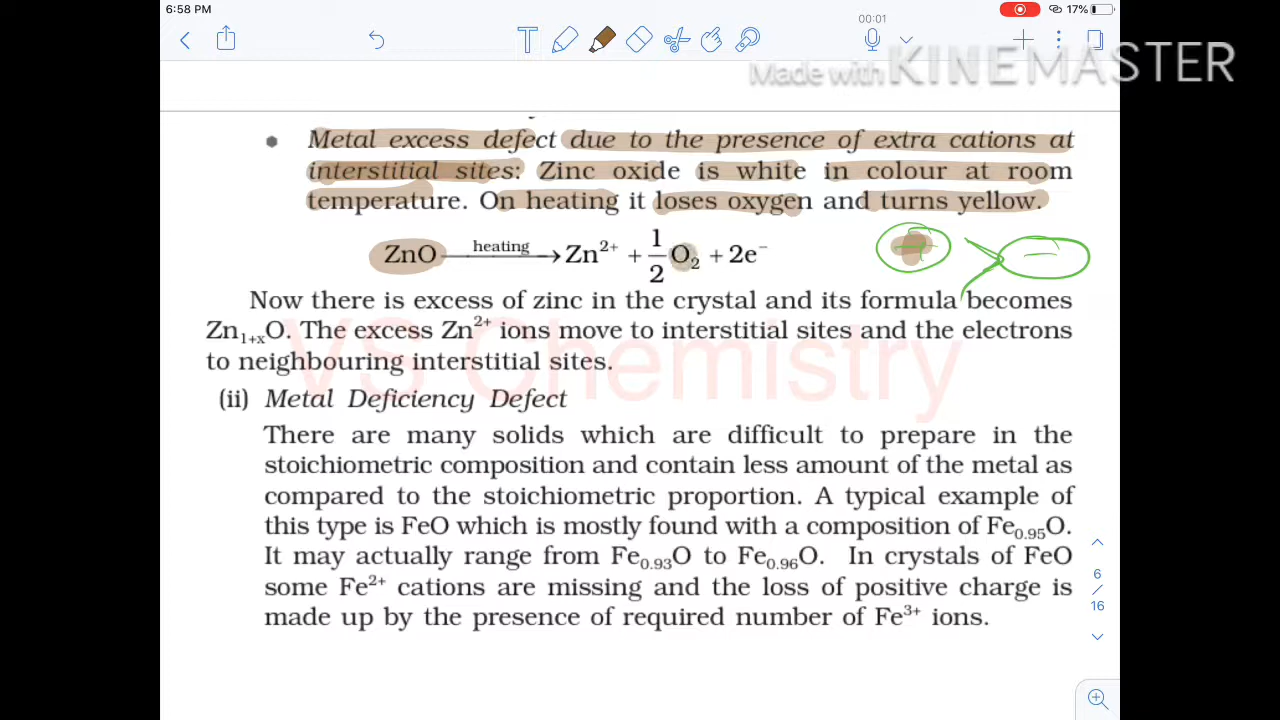 6:58 PM
17%
00:01
Made with KINEMASTER
• Metal excess defect due to the presence of extra cations at
interstitial sites: Zinc oxide is white in colour at room
temperature. On heating it loses oxygen and turns yellow.
ZnO —heating→ Zn²⁺ + 1/2 O₂ + 2e⁻
+ > −
Now there is excess of zinc in the crystal and its formula becomes
Zn₁₊ₓO. The excess Zn²⁺ ions move to interstitial sites and the electrons
to neighbouring interstitial sites.
VS Chemistry
(ii) Metal Deficiency Defect
There are many solids which are difficult to prepare in the
stoichiometric composition and contain less amount of the metal as
compared to the stoichiometric proportion. A typical example of
this type is FeO which is mostly found with a composition of Fe₀.₉₅O.
It may actually range from Fe₀.₉₃O to Fe₀.₉₆O. In crystals of FeO
some Fe²⁺ cations are missing and the loss of positive charge is
made up by the presence of required number of Fe³⁺ ions.
6
/
16